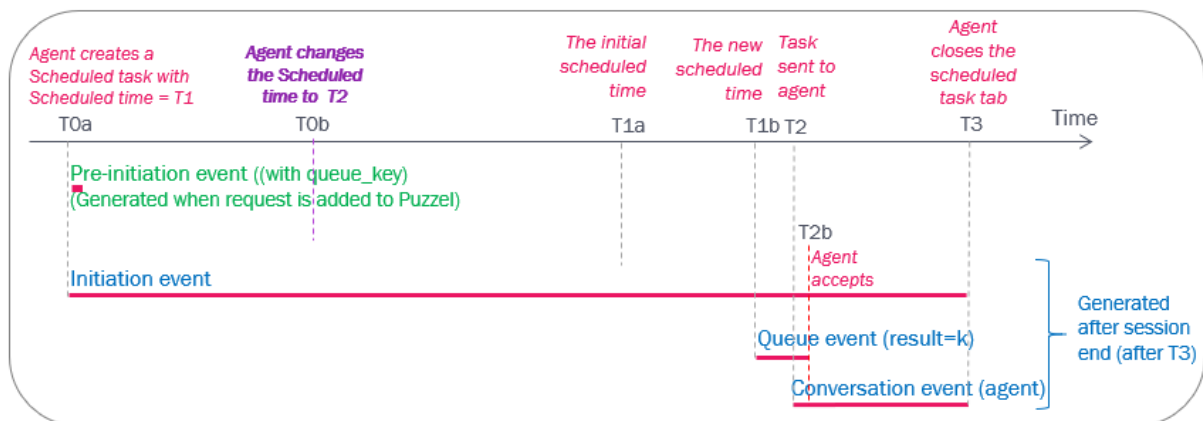 Agent creates a
Scheduled task with
Scheduled time = T1
Agent changes
the Scheduled
time to T2
The initial
scheduled
time
The new
scheduled
time
Task
sent to
agent
Agent
closes the
scheduled
task tab
T0a
T0b
T1a
T1b
T2
T3
Time
Pre-initiation event ((with queue_key)
(Generated when request is added to Puzzel)
T2b
Agent
accepts
Initiation event
Queue event (result=k)
Conversation event (agent)
Generated
after session
end (after T3)